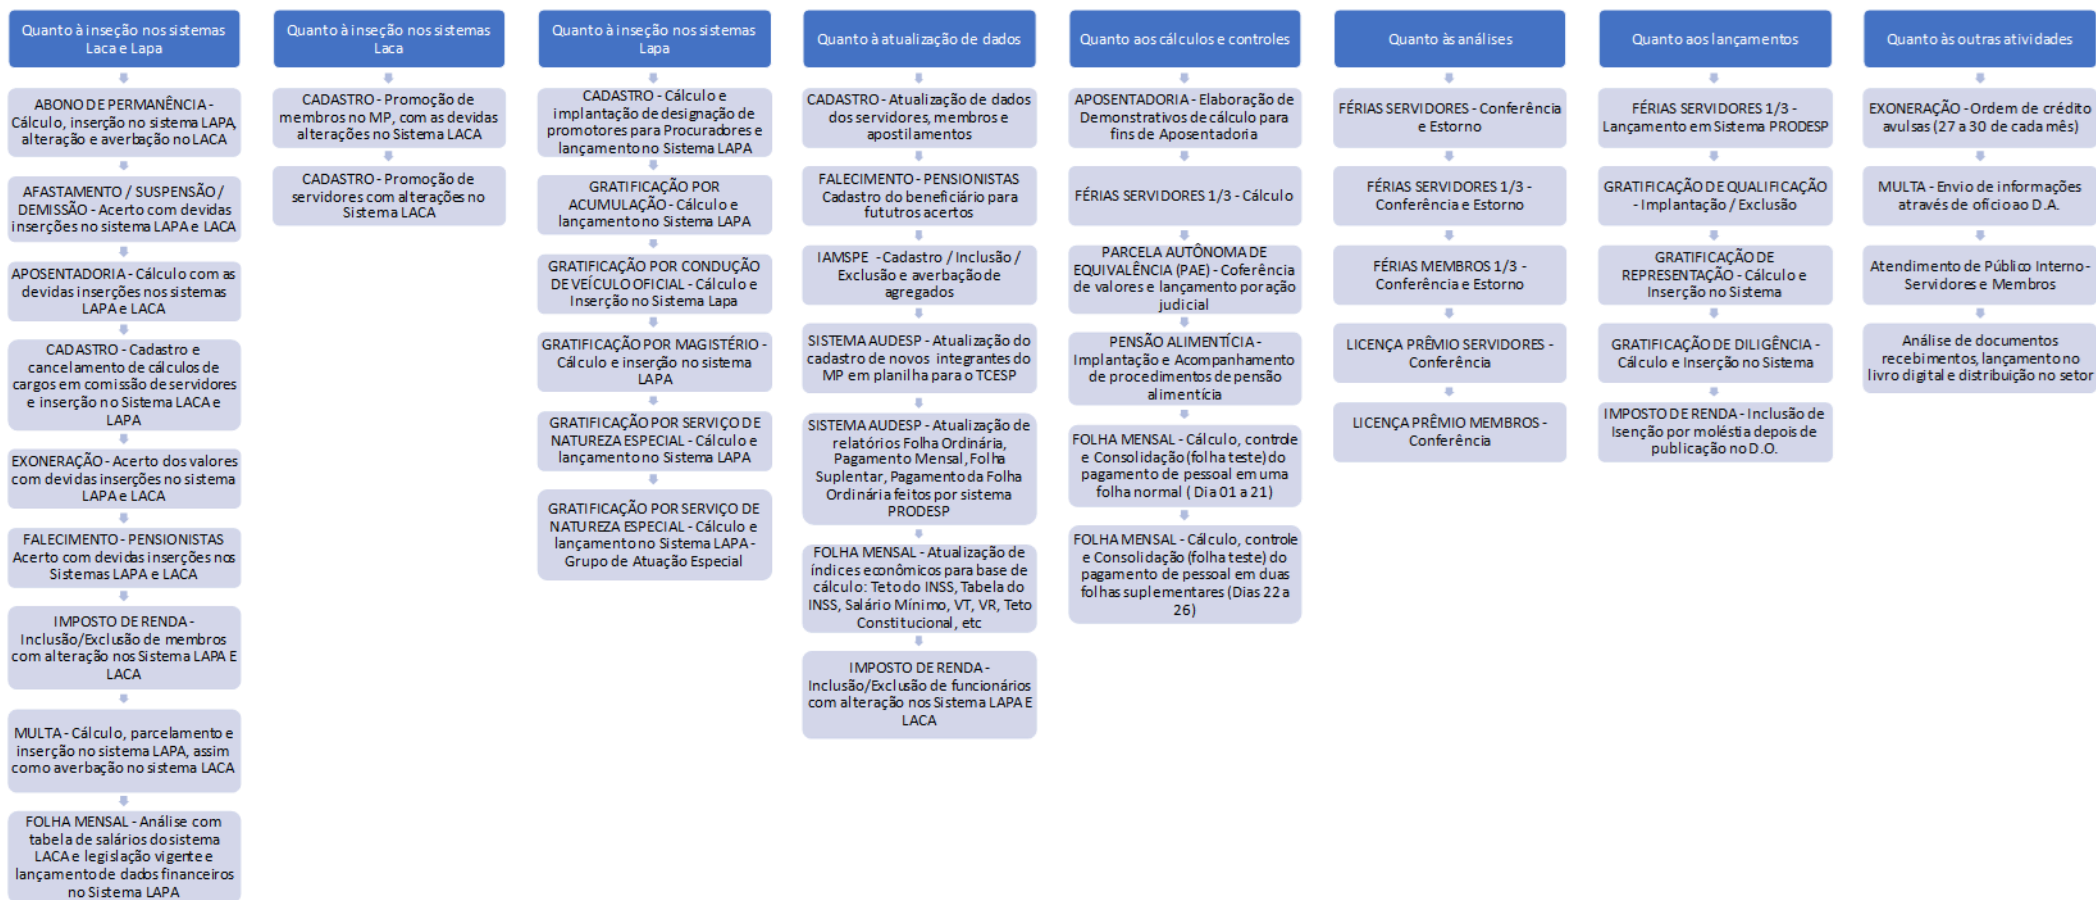 Quanto à inseção nos sistemas
Laca e Lapa
ABONO DE PERMANÊNCIA -
Cálculo, inserção no sistema LAPA,
alteração e averbação no LACA
AFASTAMENTO / SUSPENSÃO /
DEMISSÃO - Acerto com devidas
inserções no sistema LAPA e LACA
APOSENTADORIA - Cálculo com as
devidas inserções nos sistemas
LAPA e LACA
CADASTRO - Cadastro e
cancelamento de cálculos de
cargos em comissão de servidores
e inserção no Sistema LACA e
LAPA
EXONERAÇÃO - Acerto dos valores
com devidas inserções no sistema
LAPA e LACA
FALECIMENTO - PENSIONISTAS
Acerto com devidas inserções nos
Sistemas LAPA e LACA
IMPOSTO DE RENDA -
Inclusão/Exclusão de membros
com alteração nos Sistema LAPA E
LACA
MULTA - Cálculo, parcelamento e
inserção no sistema LAPA, assim
como averbação no sistema LACA
FOLHA MENSAL - Análise com
tabela de salários do sistema
LACA e legislação vigente e
lançamento de dados financeiros
no Sistema LAPA
Quanto à inseção nos sistemas
Laca
CADASTRO - Promoção de
membros no MP, com as devidas
alterações no Sistema LACA
CADASTRO - Promoção de
servidores com alterações no
Sistema LACA
Quanto à inseção nos sistemas
Lapa
CADASTRO - Cálculo e
implantação de designação de
promotores para Procuradores e
lançamento no Sistema LAPA
GRATIFICAÇÃO POR
ACUMULAÇÃO - Cálculo e
lançamento no Sistema LAPA
GRATIFICAÇÃO POR CONDUÇÃO
DE VEÍCULO OFICIAL - Cálculo e
Inserção no Sistema Lapa
GRATIFICAÇÃO POR MAGISTÉRIO -
Cálculo e inserção no sistema
LAPA
GRATIFICAÇÃO POR SERVIÇO DE
NATUREZA ESPECIAL - Cálculo e
lançamento no Sistema LAPA
GRATIFICAÇÃO POR SERVIÇO DE
NATUREZA ESPECIAL - Cálculo e
lançamento no Sistema LAPA -
Grupo de Atuação Especial
Quanto à atualização de dados
CADASTRO - Atualização de dados
dos servidores, membros e
apostilamentos
FALECIMENTO - PENSIONISTAS
Cadastro do beneficiário para
fututros acertos
IAMSPE - Cadastro / Inclusão /
Exclusão e averbação de
agregados
SISTEMA AUDESP - Atualização do
cadastro de novos integrantes do
MP em planilha para o TCESP
SISTEMA AUDESP - Atualização de
relatórios Folha Ordinária,
Pagamento Mensal, Folha
Suplentar, Pagamento da Folha
Ordinária feitos por sistema
PRODESP
FOLHA MENSAL - Atualização de
índices econômicos para base de
cálculo: Teto do INSS, Tabela do
INSS, Salário Mínimo, VT, VR, Teto
Constitucional, etc
IMPOSTO DE RENDA -
Inclusão/Exclusão de funcionários
com alteração nos Sistema LAPA E
LACA
Quanto aos cálculos e controles
APOSENTADORIA - Elaboração de
Demonstrativos de cálculo para
fins de Aposentadoria
FÉRIAS SERVIDORES 1/3 - Cálculo
PARCELA AUTÔNOMA DE
EQUIVALÊNCIA (PAE) - Coferência
de valores e lançamento por ação
judicial
PENSÃO ALIMENTÍCIA -
Implantação e Acompanhamento
de procedimentos de pensão
alimentícia
FOLHA MENSAL - Cálculo, controle
e Consolidação (folha teste) do
pagamento de pessoal em uma
folha normal ( Dia 01 a 21)
FOLHA MENSAL - Cálculo, controle
e Consolidação (folha teste) do
pagamento de pessoal em duas
folhas suplementares (Dias 22 a
26)
Quanto às análises
FÉRIAS SERVIDORES - Conferência
e Estorno
FÉRIAS SERVIDORES 1/3 -
Conferência e Estorno
FÉRIAS MEMBROS 1/3 -
Conferência e Estorno
LICENÇA PRÊMIO SERVIDORES -
Conferência
LICENÇA PRÊMIO MEMBROS -
Conferência
Quanto aos lançamentos
FÉRIAS SERVIDORES 1/3 -
Lançamento em Sistema PRODESP
GRATIFICAÇÃO DE QUALIFICAÇÃO
- Implantação / Exclusão
GRATIFICAÇÃO DE
REPRESENTAÇÃO - Cálculo e
Inserção no Sistema
GRATIFICAÇÃO DE DILIGÊNCIA -
Cálculo e Inserção no Sistema
IMPOSTO DE RENDA - Inclusão de
Isenção por moléstia depois de
publicação no D.O.
Quanto às outras atividades
EXONERAÇÃO - Ordem de crédito
avulsas (27 a 30 de cada mês)
MULTA - Envio de informações
através de ofício ao D.A.
Atendimento de Público Interno -
Servidores e Membros
Análise de documentos
recebimentos, lançamento no
livro digital e distribuição no setor